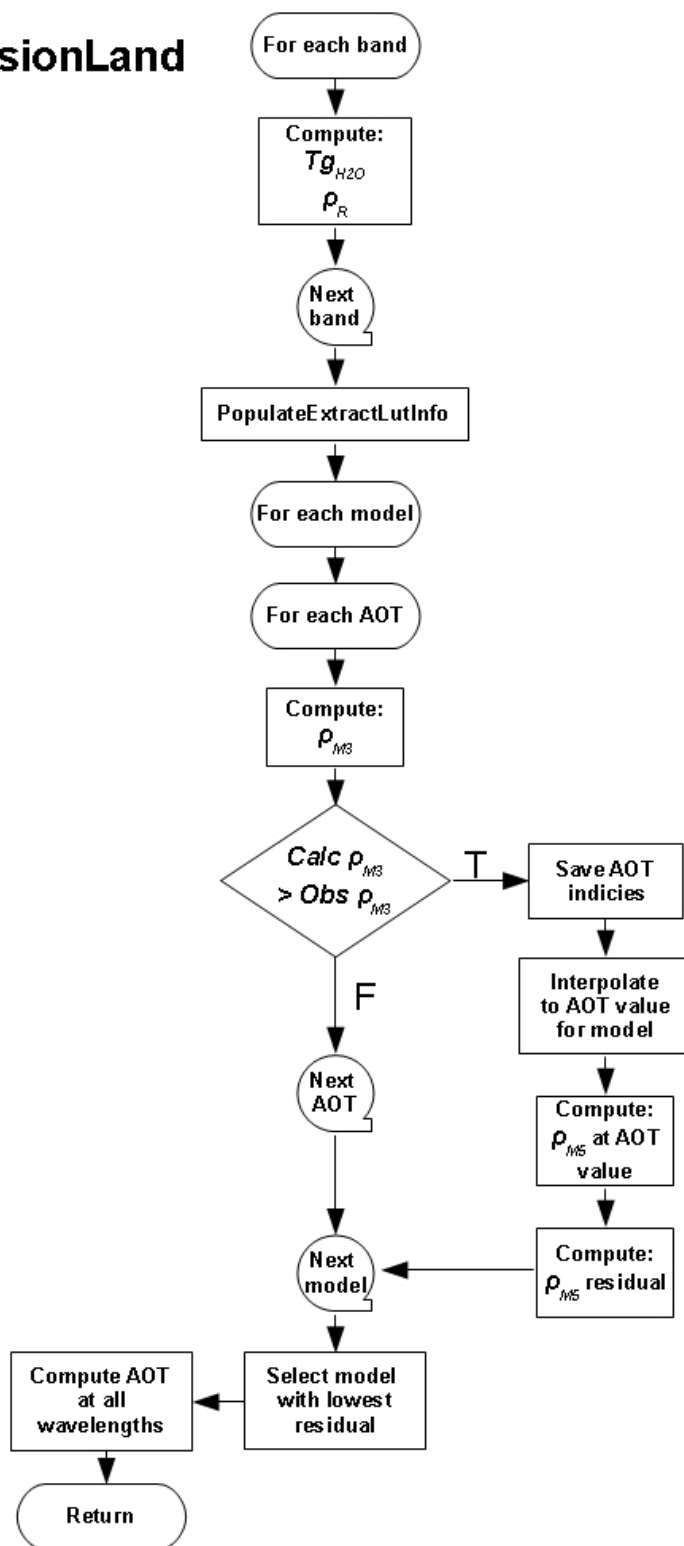 sionLand
For each band
Compute:
Tg_H2O
ρ_R
Next
band
PopulateExtractLutInfo
For each model
For each AOT
Compute:
ρ_M3
Calc ρ_M3
> Obs ρ_M3
T
Save AOT
indicies
F
Interpolate
to AOT value
for model
Next
AOT
Compute:
ρ_M5 at AOT
value
Next
model
Compute:
ρ_M5 residual
Compute AOT
at all
wavelengths
Select model
with lowest
residual
Return